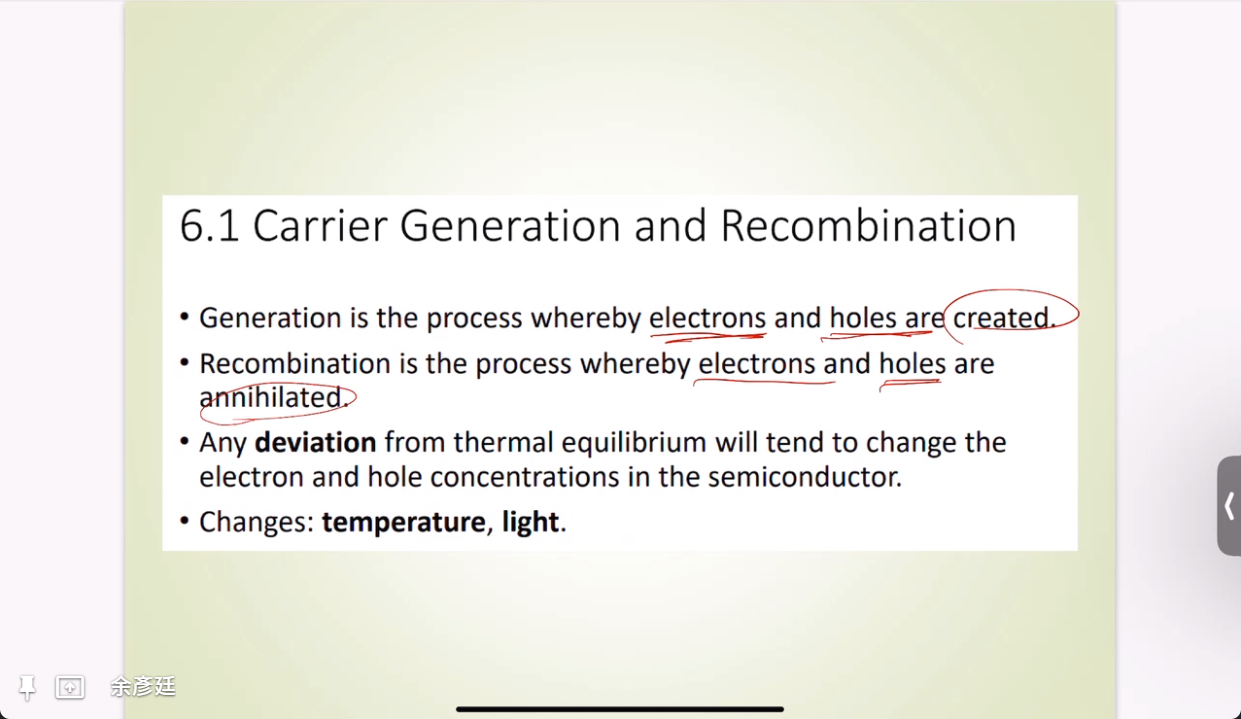 6.1 Carrier Generation and Recombination
• Generation is the process whereby electrons and holes are created.
• Recombination is the process whereby electrons and holes are
annihilated.
• Any deviation from thermal equilibrium will tend to change the
electron and hole concentrations in the semiconductor.
• Changes: temperature, light.
余彥廷